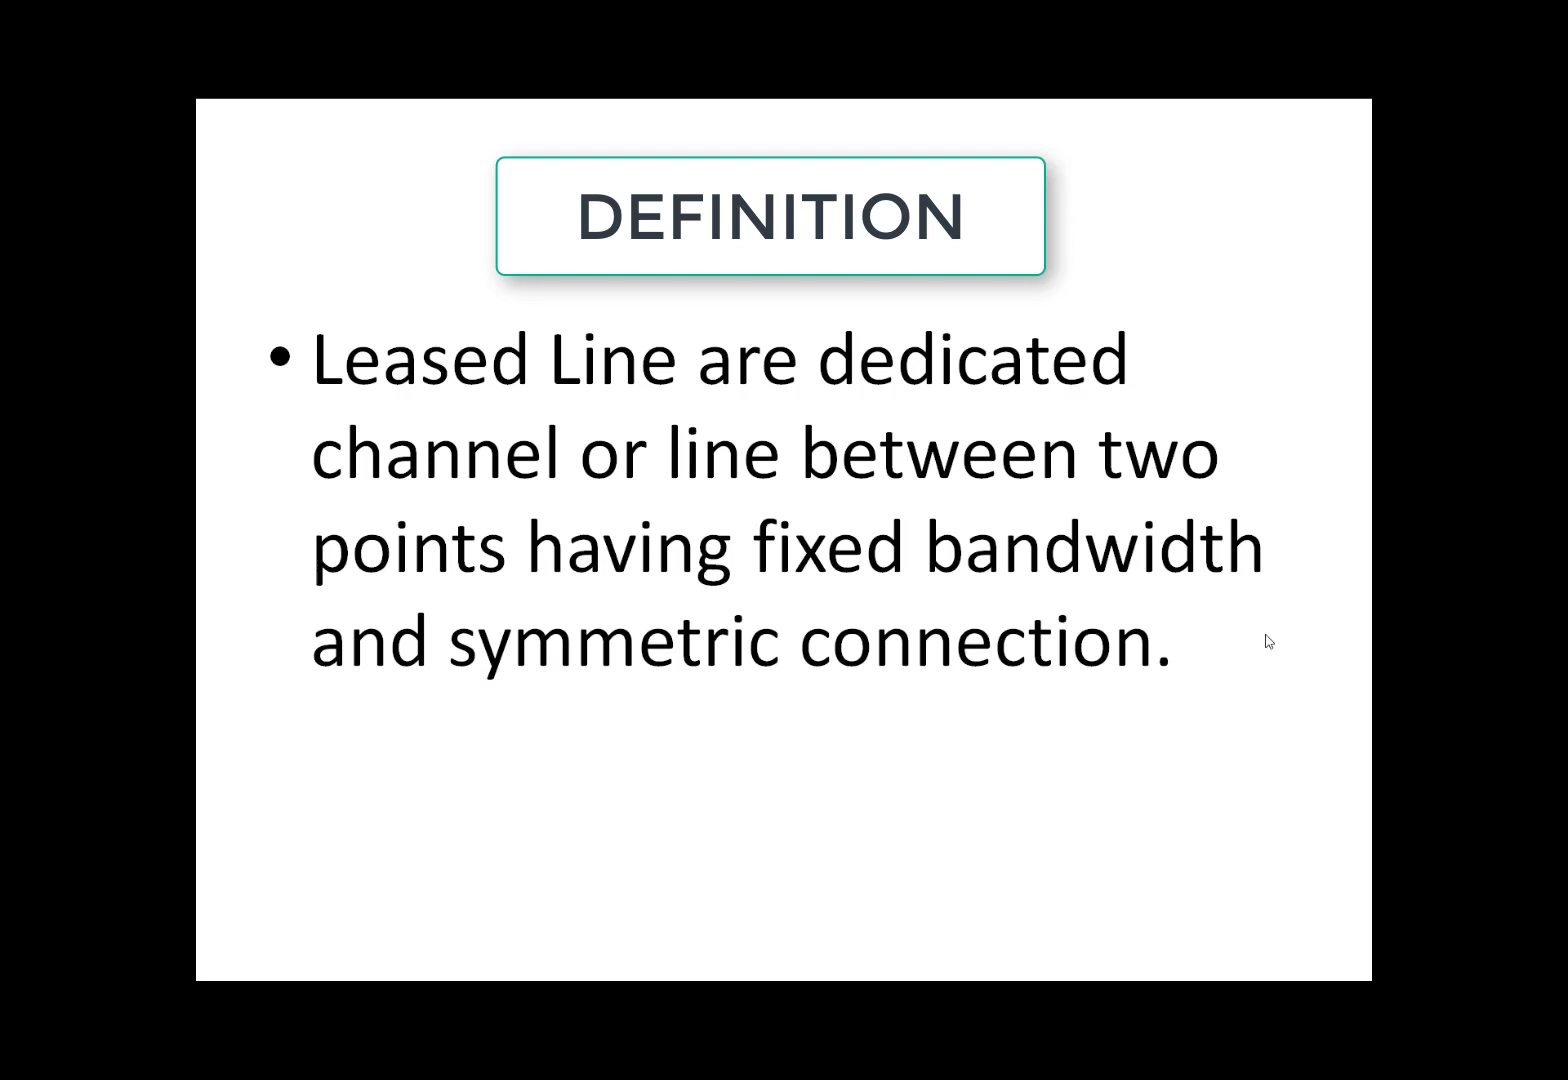 DEFINITION
• Leased Line are dedicated
channel or line between two
points having fixed bandwidth
and symmetric connection.